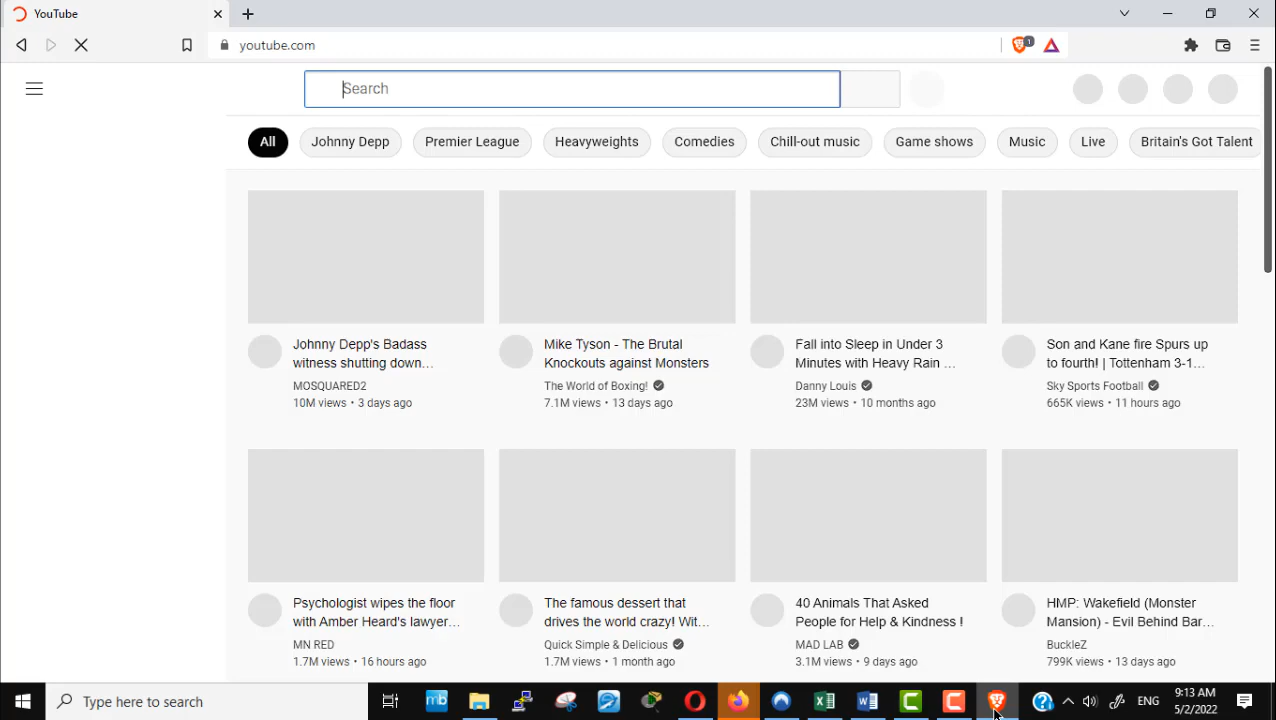 YouTube
youtube.com
1
Search
All
Johnny Depp
Premier League
Heavyweights
Comedies
Chill-out music
Game shows
Music
Live
Britain's Got Talent
Johnny Depp's Badass
witness shutting down...
MOSQUARED2
10M views • 3 days ago
Mike Tyson - The Brutal
Knockouts against Monsters
The World of Boxing!
7.1M views • 13 days ago
Fall into Sleep in Under 3
Minutes with Heavy Rain ...
Danny Louis
23M views • 10 months ago
Son and Kane fire Spurs up
to fourth! | Tottenham 3-1...
Sky Sports Football
665K views • 11 hours ago
Psychologist wipes the floor
with Amber Heard's lawyer...
MN RED
1.7M views • 16 hours ago
The famous dessert that
drives the world crazy! Wit...
Quick Simple & Delicious
1.7M views • 1 month ago
40 Animals That Asked
People for Help & Kindness !
MAD LAB
3.1M views • 9 days ago
HMP: Wakefield (Monster
Mansion) - Evil Behind Bar...
BuckleZ
799K views • 13 days ago
Type here to search
mb
ENG
9:13 AM
5/2/2022